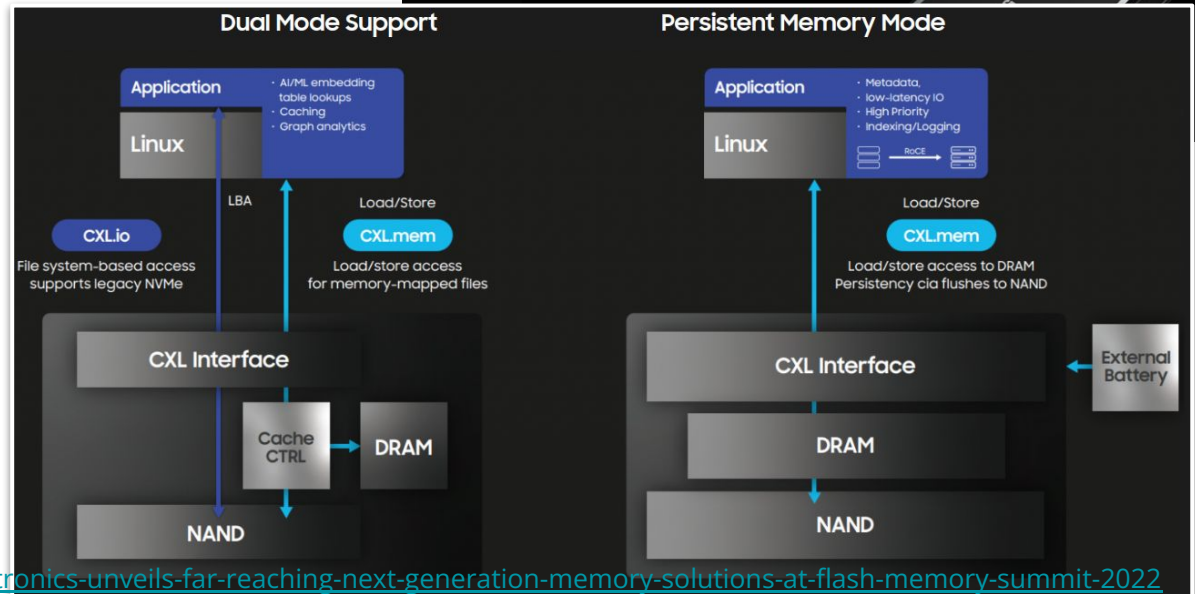 Dual Mode Support
Application
Linux
· AI/ML embedding
table lookups
· Caching
· Graph analytics
LBA
Load/Store
CXL.io
File system-based access
supports legacy NVMe
CXL.mem
Load/store access
for memory-mapped files
CXL Interface
Cache
CTRL
DRAM
NAND
Persistent Memory Mode
Application
Linux
· Metadata,
· low-latency IO
· High Priority
· Indexing/Logging
RoCE
Load/Store
CXL.mem
Load/store access to DRAM
Persistency cia flushes to NAND
CXL Interface
External
Battery
DRAM
NAND
tronics-unveils-far-reaching-next-generation-memory-solutions-at-flash-memory-summit-2022